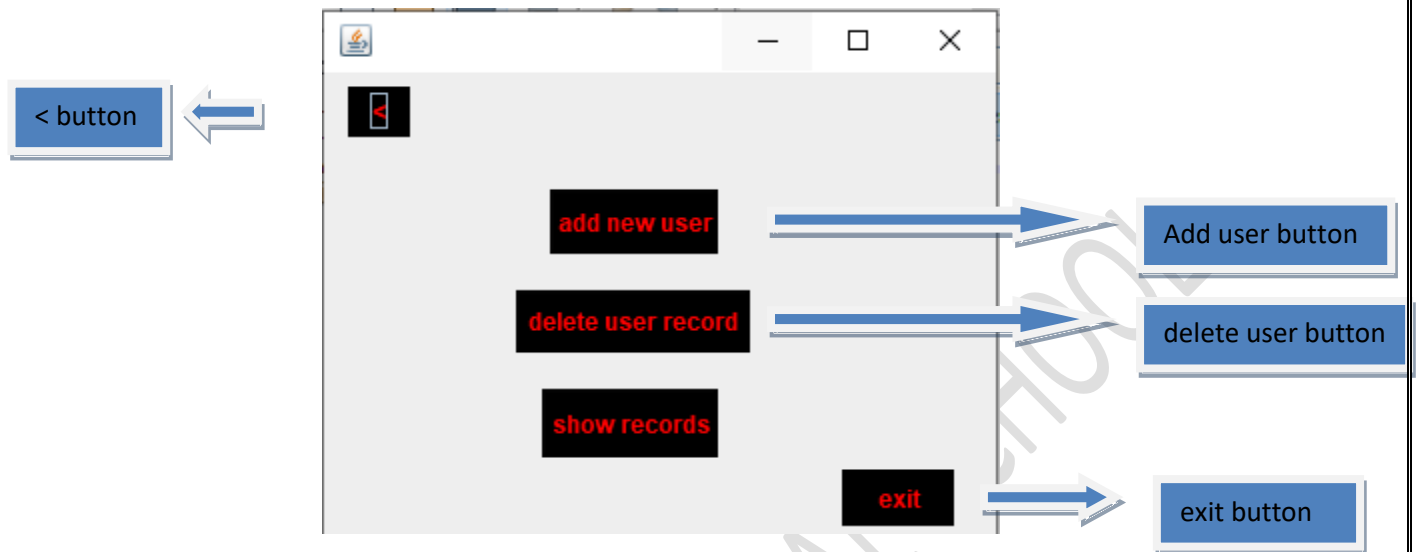 <
< button
add new user
Add user button
delete user record
delete user button
show records
exit
exit button